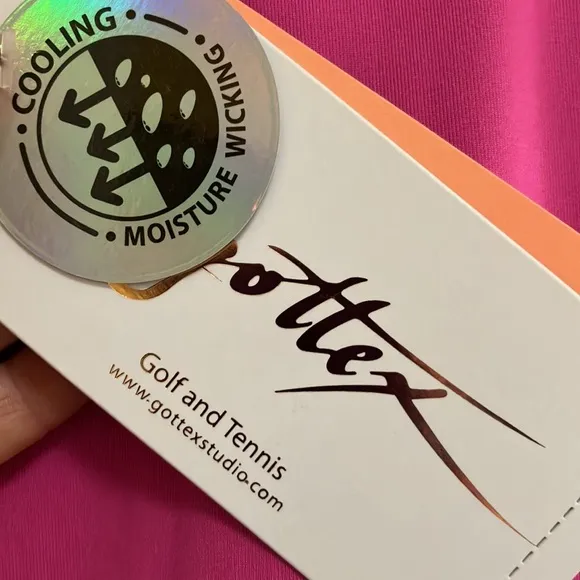 COOLING
MOISTURE WICKING
Gottex
Golf and Tennis
www.gottexstudio.com